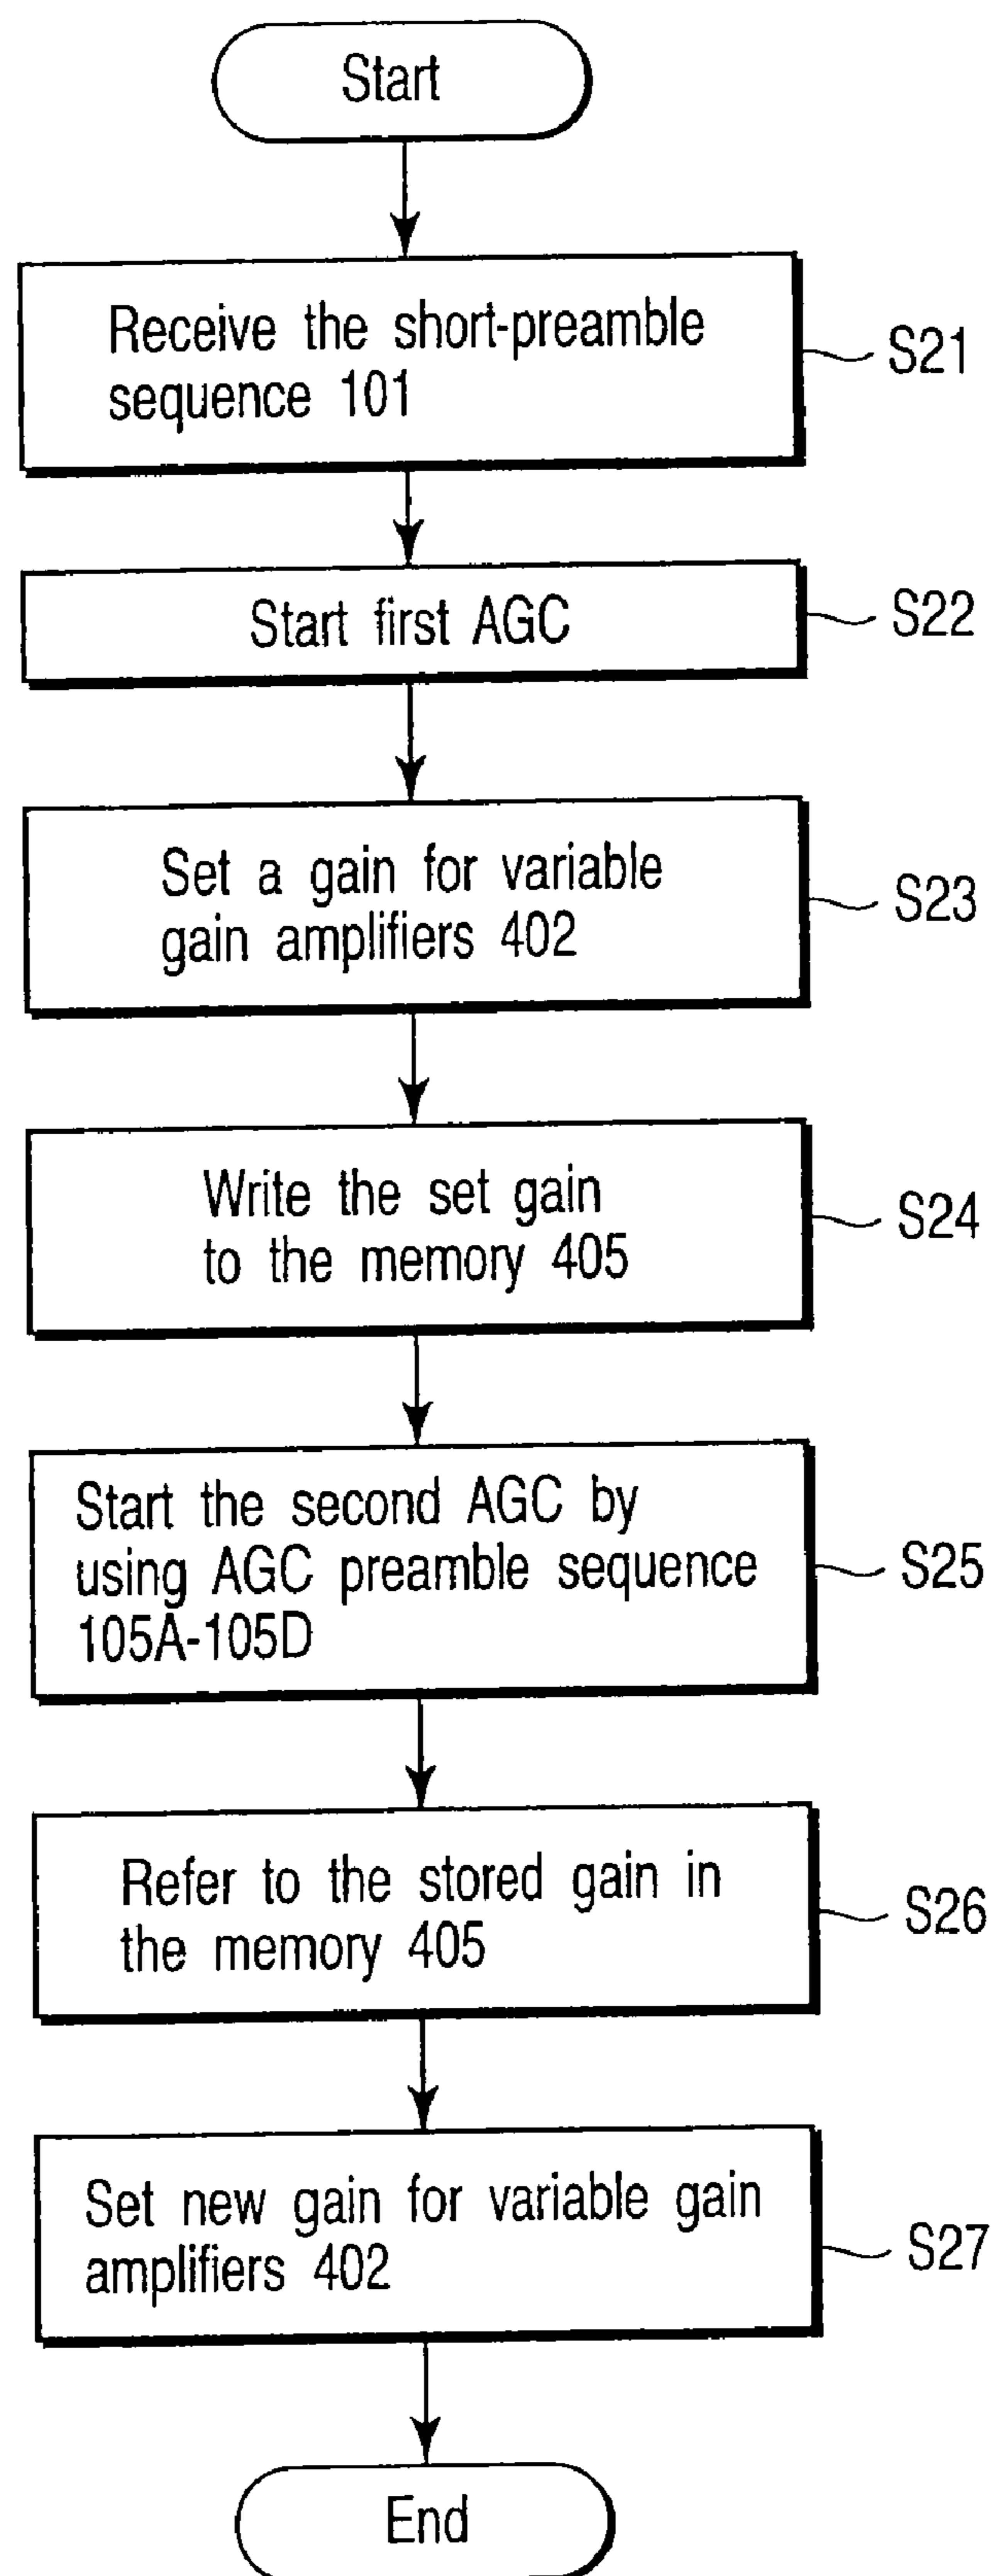 Start
Receive the short-preamble
sequence 101
S21
Start first AGC
S22
Set a gain for variable
gain amplifiers 402
S23
Write the set gain
to the memory 405
S24
Start the second AGC by
using AGC preamble sequence
105A-105D
S25
Refer to the stored gain in
the memory 405
S26
Set new gain for variable gain
amplifiers 402
S27
End